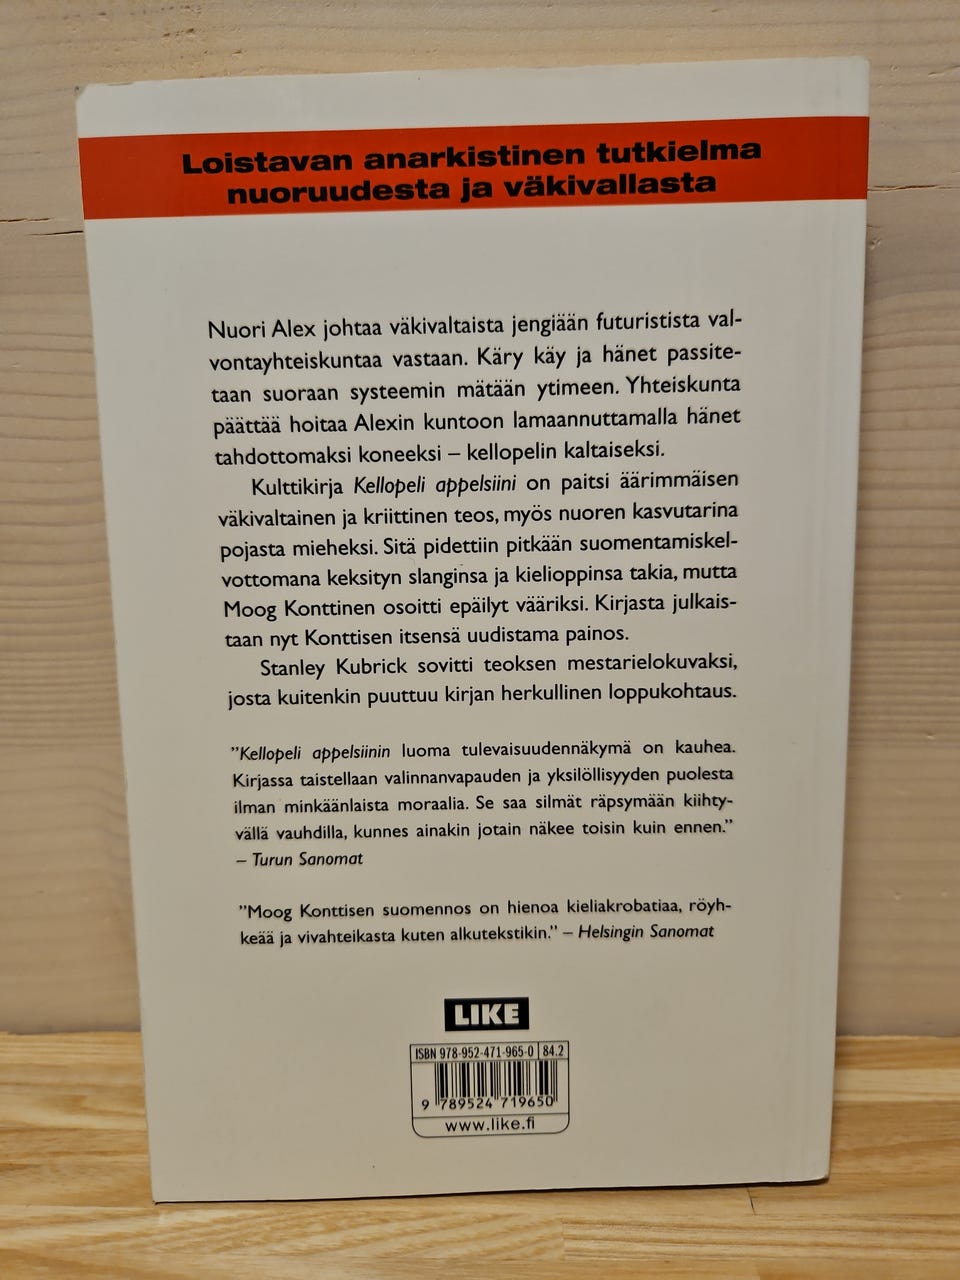 Loistavan anarkistinen tutkielma
nuoruudesta ja väkivallasta
Nuori Alex johtaa väkivaltaista jengiään futuristista val-
vontayhteiskuntaa vastaan. Käry käy ja hänet passite-
taan suoraan systeemin mätään ytimeen. Yhteiskunta
päättää hoitaa Alexin kuntoon lamaannuttamalla hänet
tahdottomaksi koneeksi – kellopelin kaltaiseksi.
Kulttikirja Kellopeli appelsiini on paitsi äärimmäisen
väkivaltainen ja kriittinen teos, myös nuoren kasvutarina
pojasta mieheksi. Sitä pidettiin pitkään suomentamiskel-
vottomana keksityn slanginsa ja kielioppinsa takia, mutta
Moog Konttinen osoitti epäilyt vääriksi. Kirjasta julkais-
taan nyt Konttisen itsensä uudistama painos.
Stanley Kubrick sovitti teoksen mestarielokuvaksi,
josta kuitenkin puuttuu kirjan herkullinen loppukohtaus.
”Kellopeli appelsiinin luoma tulevaisuudennäkymä on kauhea.
Kirjassa taistellaan valinnanvapauden ja yksilöllisyyden puolesta
ilman minkäänlaista moraalia. Se saa silmät räpsymään kiihty-
vällä vauhdilla, kunnes ainakin jotain näkee toisin kuin ennen.”
– Turun Sanomat
”Moog Konttisen suomennos on hienoa kieliakrobatiaa, röyh-
keää ja vivahteikasta kuten alkutekstikin.” – Helsingin Sanomat
LIKE
ISBN 978-952-471-965-0 84.2
9 789524 719650
www.like.fi